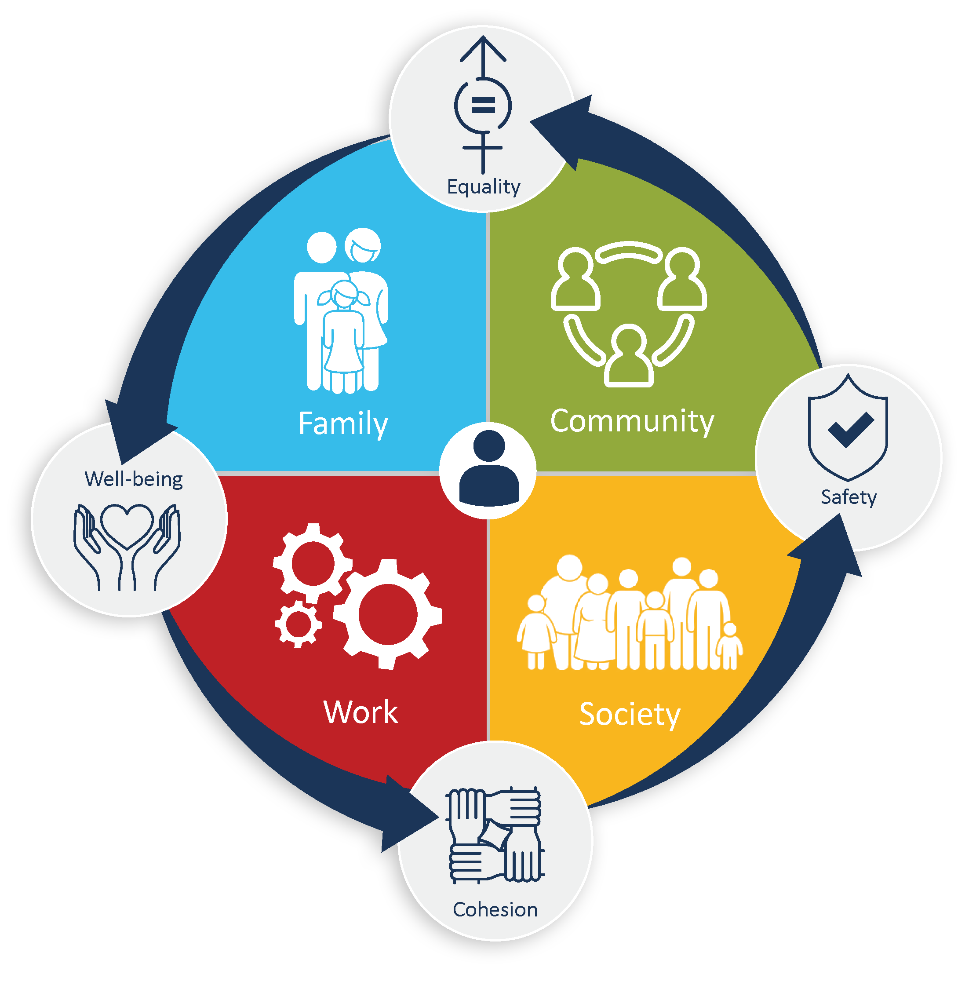 Equality
Family
Community
Well-being
Safety
Work
Society
Cohesion